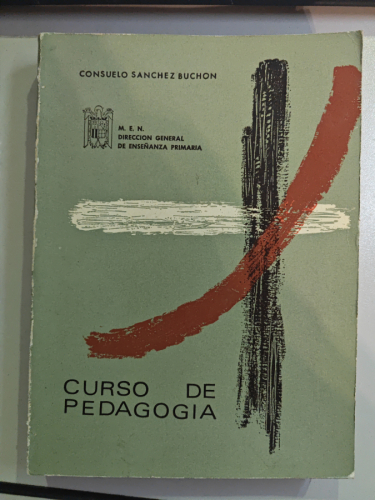 CONSUELO SANCHEZ BUCHON
M. E. N.
DIRECCION GENERAL
DE ENSEÑANZA PRIMARIA
CURSO DE
PEDAGOGIA